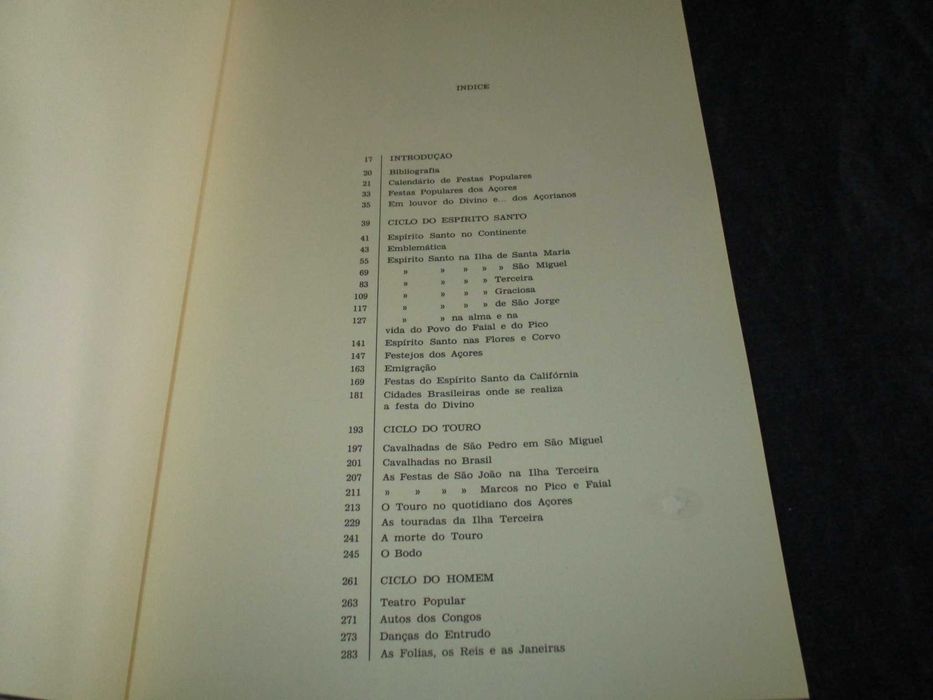 INDICE
17 INTRODUÇÃO
20 Bibliografia
21 Calendário de Festas Populares
33 Festas Populares dos Açores
35 Em louvor do Divino e... dos Açorianos
39 CICLO DO ESPÍRITO SANTO
41 Espírito Santo no Continente
43 Emblemática
55 Espírito Santo na Ilha de Santa Maria
69 » » » » » São Miguel
83 » » » » Terceira
109 » » » » Graciosa
117 » » » » de São Jorge
127 » » na alma e na
vida do Povo do Faial e do Pico
141 Espírito Santo nas Flores e Corvo
147 Festejos dos Açores
163 Emigração
169 Festas do Espírito Santo da Califórnia
181 Cidades Brasileiras onde se realiza
a festa do Divino
193 CICLO DO TOURO
197 Cavalhadas de São Pedro em São Miguel
201 Cavalhadas no Brasil
207 As Festas de São João na Ilha Terceira
211 » » » » Marcos no Pico e Faial
213 O Touro no quotidiano dos Açores
229 As touradas da Ilha Terceira
241 A morte do Touro
245 O Bodo
261 CICLO DO HOMEM
263 Teatro Popular
271 Autos dos Congos
273 Danças do Entrudo
283 As Folias, os Reis e as Janeiras